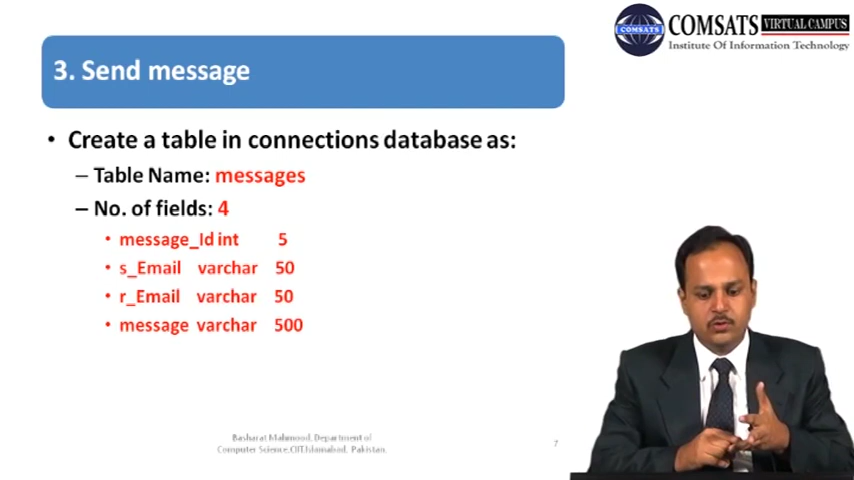 COMSATS VIRTUAL CAMPUS
COMSATS
Institute Of Information Technology
3. Send message
• Create a table in connections database as:
– Table Name: messages
– No. of fields: 4
• message_Id int 5
• s_Email varchar 50
• r_Email varchar 50
• message varchar 500
Basharat Mahmood, Department of
Computer Science,CIIT,Islamabad, Pakistan.
7